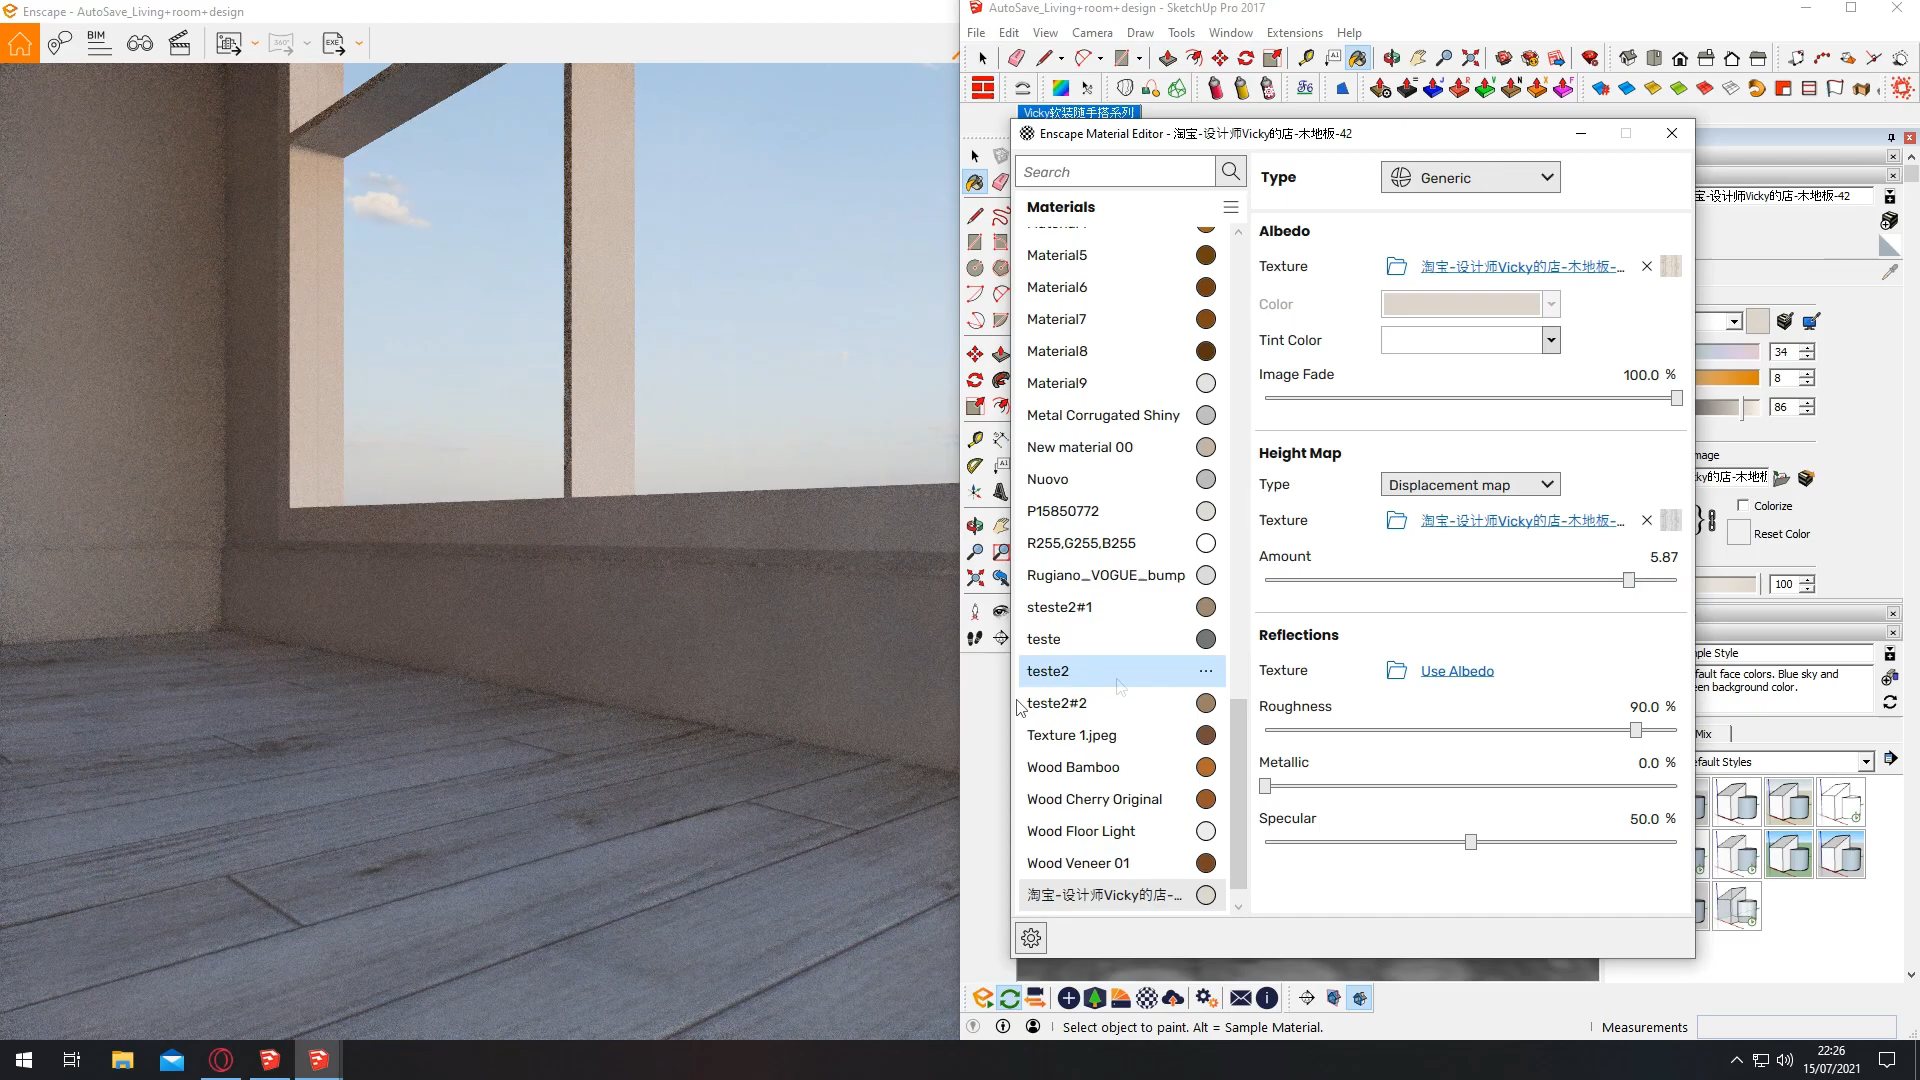 Enscape - AutoSave_Living+room+design
AutoSave_Living+room+design - SketchUp Pro 2017
File Edit View Camera Draw Tools Window Extensions Help
BIM
360°
EXE
Vicky软装随手搭系列
Enscape Material Editor - 淘宝-设计师Vicky的店-木地板-42
Search
Materials
Material5
Material6
Material7
Material8
Material9
Metal Corrugated Shiny
New material 00
Nuovo
P15850772
R255,G255,B255
Rugiano_VOGUE_bump
steste2#1
teste
teste2
teste2#2
Texture 1.jpeg
Wood Bamboo
Wood Cherry Original
Wood Floor Light
Wood Veneer 01
淘宝-设计师Vicky的店-...
Type Generic
Albedo
Texture 淘宝-设计师Vicky的店-木地板-...
Color
Tint Color
Image Fade 100.0 %
Height Map
Type Displacement map
Texture 淘宝-设计师Vicky的店-木地板-...
Amount 5.87
Reflections
Texture Use Albedo
Roughness 90.0 %
Metallic 0.0 %
Specular 50.0 %
宝-设计师Vicky的店-木地板-42
34
8
86
mage
ky的店-木地板
Colorize
Reset Color
100
ple Style
fault face colors. Blue sky and
en background color.
Mix
efault Styles
Select object to paint. Alt = Sample Material.
Measurements
22:26
15/07/2021